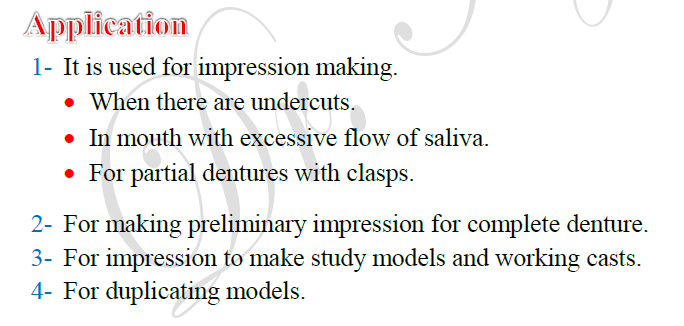 Application
1- It is used for impression making.
• When there are undercuts.
• In mouth with excessive flow of saliva.
• For partial dentures with clasps.
2- For making preliminary impression for complete denture.
3- For impression to make study models and working casts.
4- For duplicating models.
Dr.